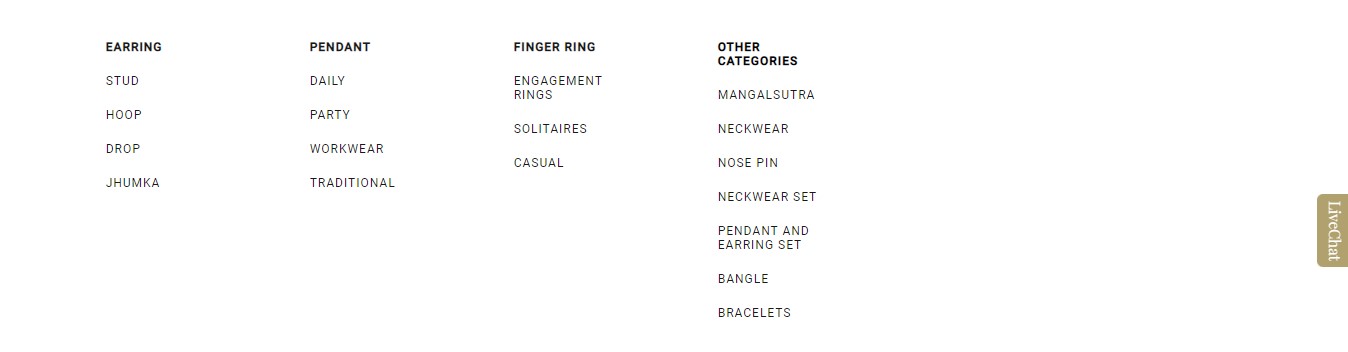 EARRING
STUD
HOOP
DROP
JHUMKA
PENDANT
DAILY
PARTY
WORKWEAR
TRADITIONAL
FINGER RING
ENGAGEMENT
RINGS
SOLITAIRES
CASUAL
OTHER
CATEGORIES
MANGALSUTRA
NECKWEAR
NOSE PIN
NECKWEAR SET
PENDANT AND
EARRING SET
BANGLE
BRACELETS
LiveChat